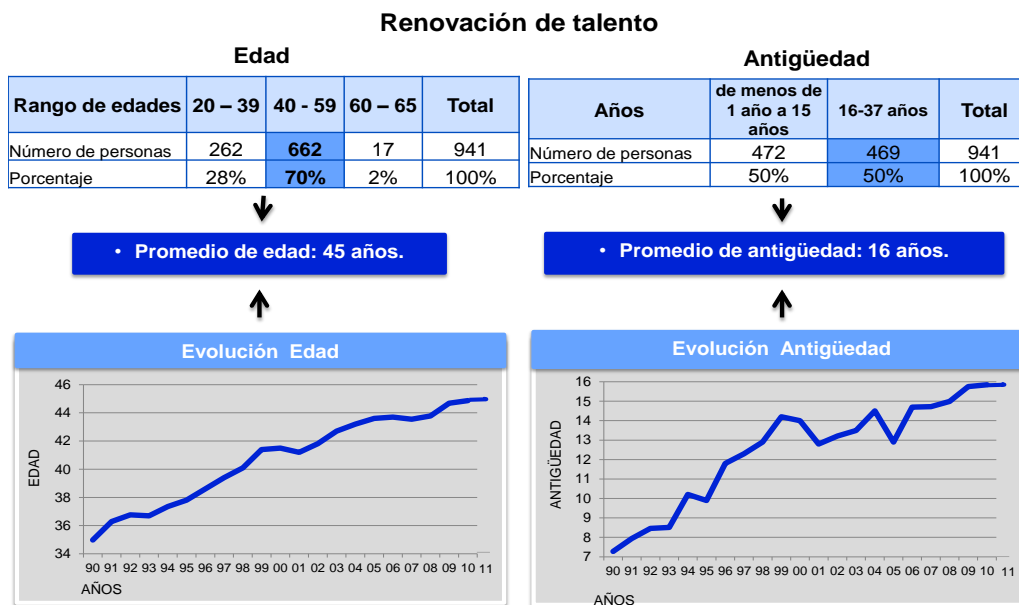 Renovación de talento
Edad
Rango de edades 20 – 39 40 - 59 60 – 65 Total
Número de personas 262 662 17 941
Porcentaje 28% 70% 2% 100%
• Promedio de edad: 45 años.
Evolución Edad
EDAD
46
44
42
40
38
36
34
90 91 92 93 94 95 96 97 98 99 00 01 02 03 04 05 06 07 08 09 10 11
AÑOS
Antigüedad
Años de menos de 1 año a 15 años 16-37 años Total
Número de personas 472 469 941
Porcentaje 50% 50% 100%
• Promedio de antigüedad: 16 años.
Evolución Antigüedad
ANTIGÜEDAD
16
15
14
13
12
11
10
9
8
7
90 91 92 93 94 95 96 97 98 99 00 01 02 03 04 05 06 07 08 09 10 11
AÑOS